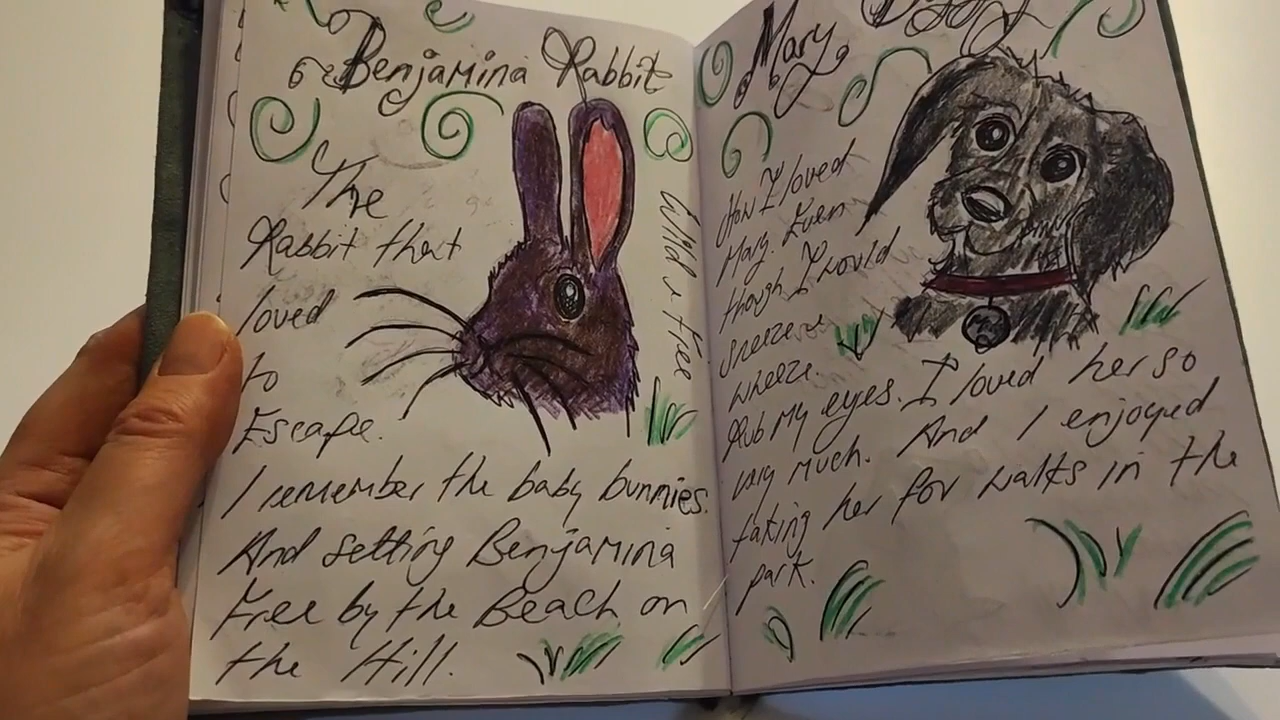 Benjamina Rabbit
The
Rabbit that
loved
to
Escape.
Wild & free
I remember the baby bunnies.
And setting Benjamina
Free by the Beach on
the Hill.
Mary Doggy
How I loved
Mary. Even
though I would
sneeze &
wheeze.
Rub My eyes. I loved her so
very much. And I enjoyed
taking her for walks in the
park.